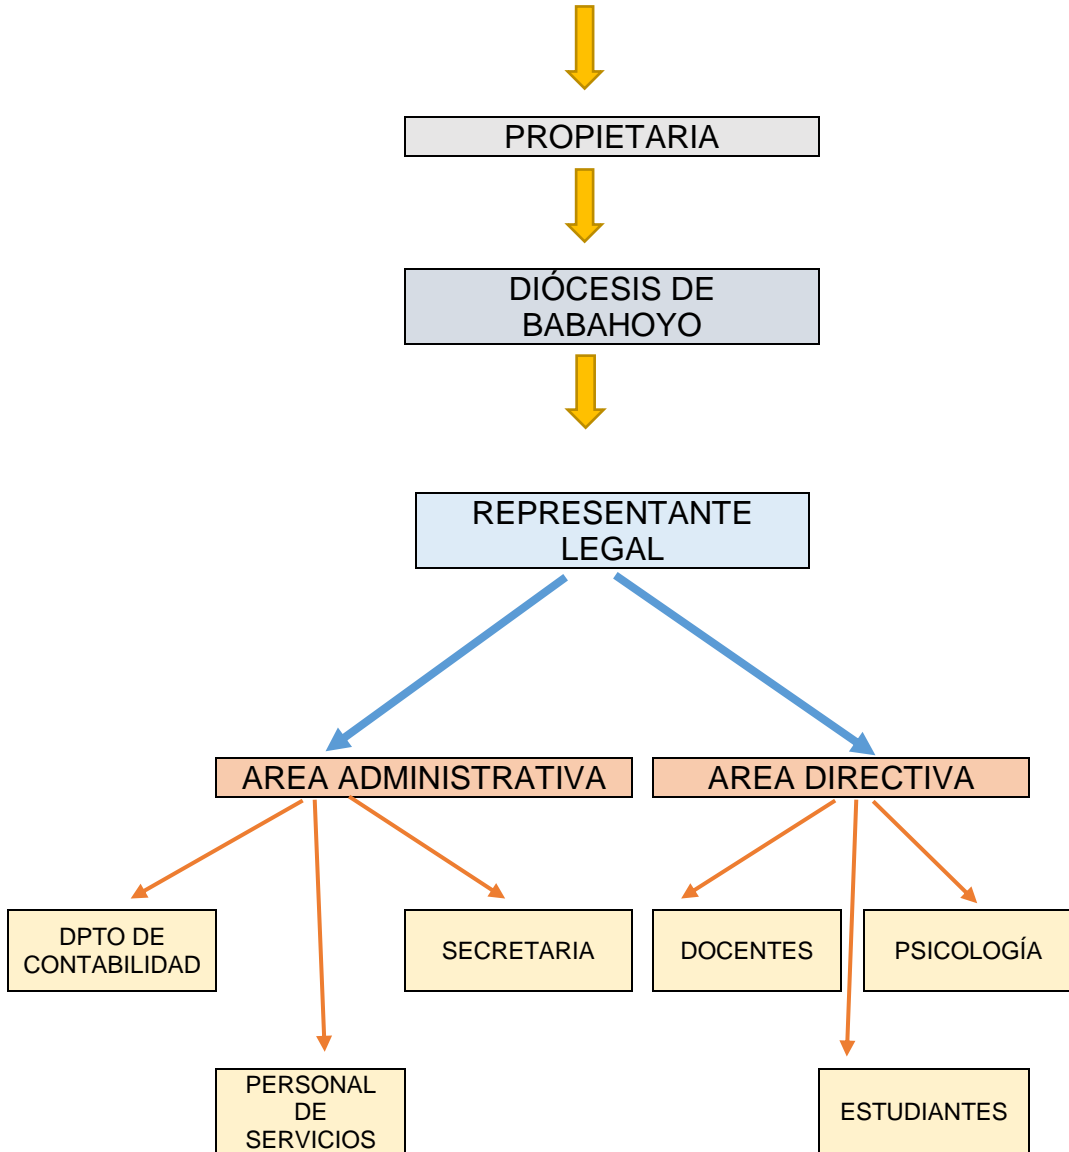 PROPIETARIA
DIÓCESIS DE
BABAHOYO
REPRESENTANTE
LEGAL
AREA ADMINISTRATIVA
AREA DIRECTIVA
DPTO DE
CONTABILIDAD
SECRETARIA
DOCENTES
PSICOLOGÍA
PERSONAL
DE
SERVICIOS
ESTUDIANTES